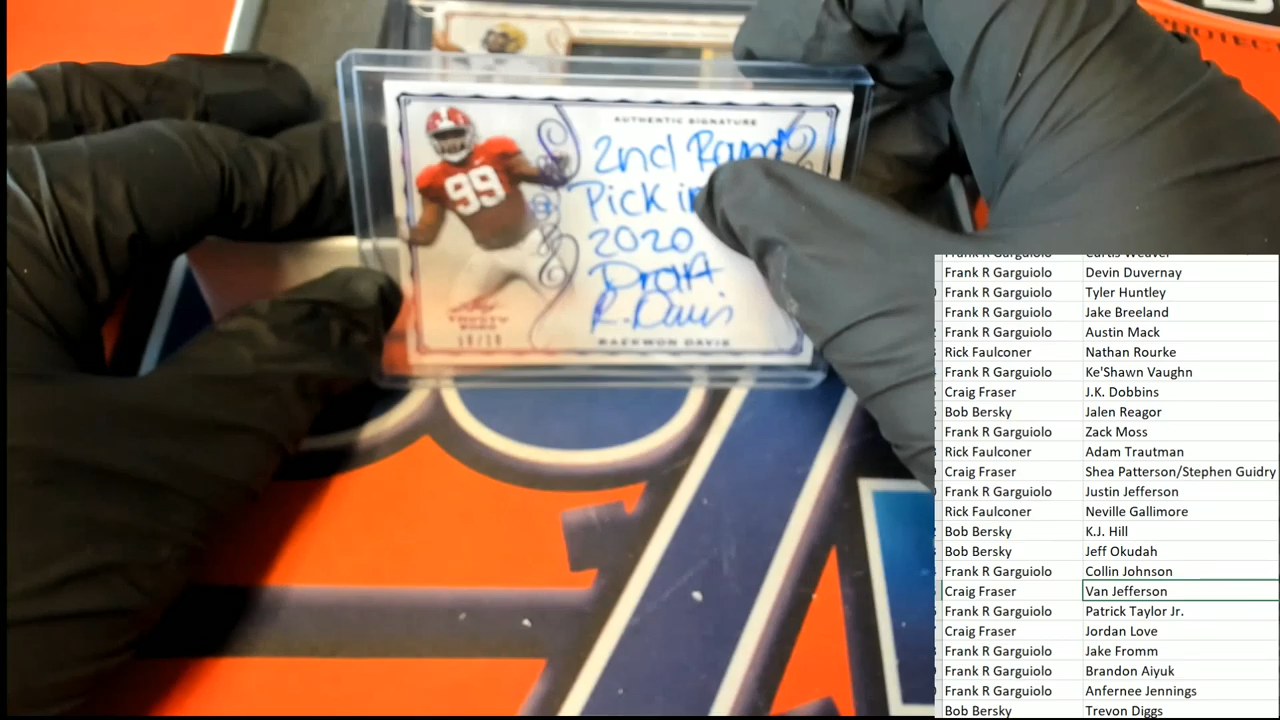 AUTHENTIC SIGNATURE
2nd Round
Pick in
2020
Draft
R. Davis
RAEKWON DAVIS
99
10/10
Frank R Garguiolo Devin Duvernay
Frank R Garguiolo Tyler Huntley
Frank R Garguiolo Jake Breeland
Frank R Garguiolo Austin Mack
Rick Faulconer Nathan Rourke
Frank R Garguiolo Ke'Shawn Vaughn
Craig Fraser J.K. Dobbins
Bob Bersky Jalen Reagor
Frank R Garguiolo Zack Moss
Rick Faulconer Adam Trautman
Craig Fraser Shea Patterson/Stephen Guidry
Frank R Garguiolo Justin Jefferson
Rick Faulconer Neville Gallimore
Bob Bersky K.J. Hill
Bob Bersky Jeff Okudah
Frank R Garguiolo Collin Johnson
Craig Fraser Van Jefferson
Frank R Garguiolo Patrick Taylor Jr.
Craig Fraser Jordan Love
Frank R Garguiolo Jake Fromm
Frank R Garguiolo Brandon Aiyuk
Frank R Garguiolo Anfernee Jennings
Bob Bersky Trevon Diggs